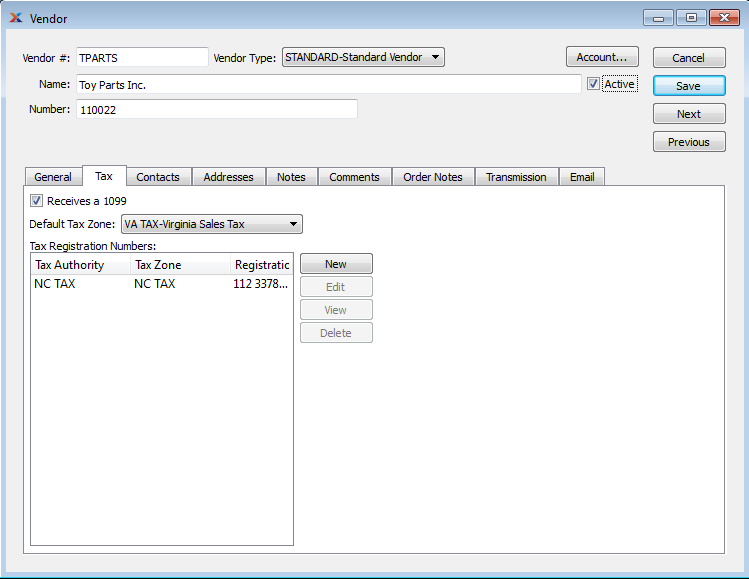 Vendor
Vendor #: TPARTS Vendor Type: STANDARD-Standard Vendor Account... Cancel
Name: Toy Parts Inc. Active Save
Number: 110022 Next
Previous
General Tax Contacts Addresses Notes Comments Order Notes Transmission Email
Receives a 1099
Default Tax Zone: VA TAX-Virginia Sales Tax
Tax Registration Numbers:
Tax Authority Tax Zone Registratic New
NC TAX NC TAX 112 3378... Edit
View
Delete